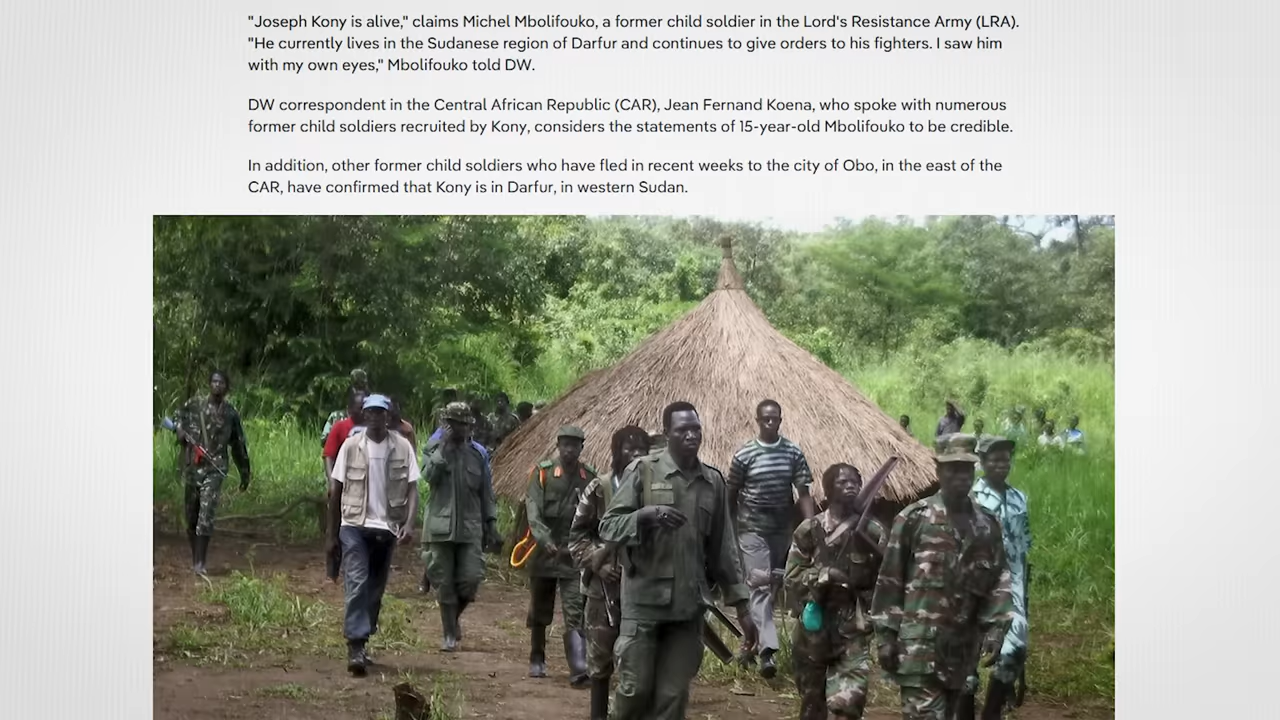 "Joseph Kony is alive," claims Michel Mbolifouko, a former child soldier in the Lord's Resistance Army (LRA).
"He currently lives in the Sudanese region of Darfur and continues to give orders to his fighters. I saw him
with my own eyes," Mbolifouko told DW.
DW correspondent in the Central African Republic (CAR), Jean Fernand Koena, who spoke with numerous
former child soldiers recruited by Kony, considers the statements of 15-year-old Mbolifouko to be credible.
In addition, other former child soldiers who have fled in recent weeks to the city of Obo, in the east of the
CAR, have confirmed that Kony is in Darfur, in western Sudan.